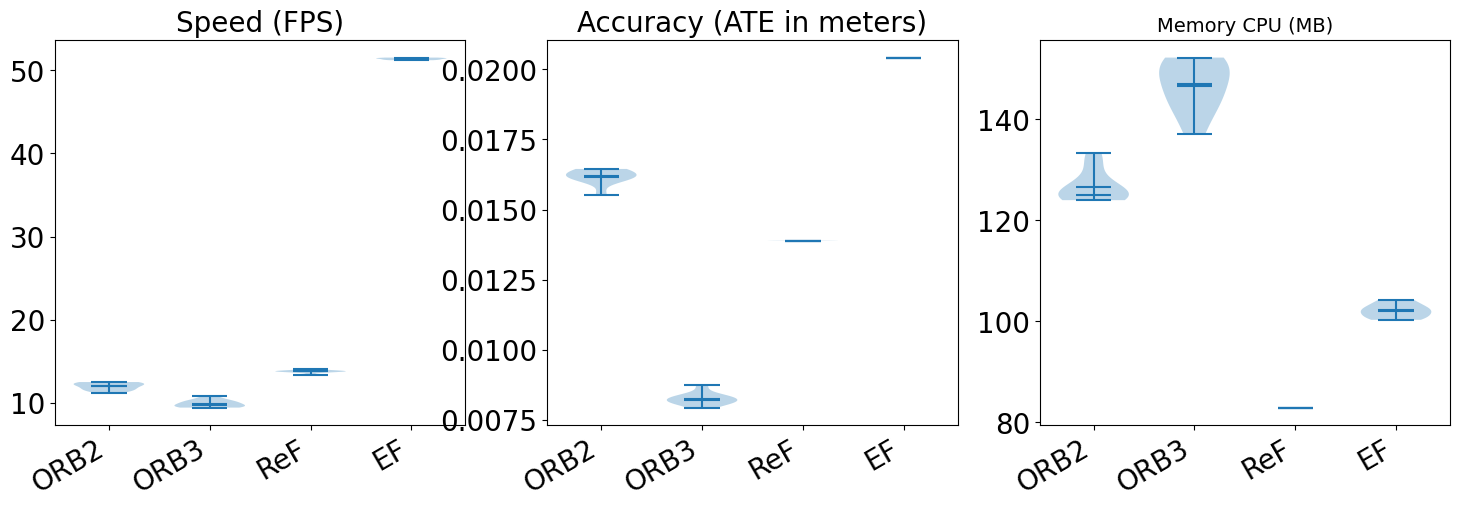 Speed (FPS)
50
40
30
20
10
ORB2 ORB3 ReF EF
Accuracy (ATE in meters)
0.0200
0.0175
0.0150
0.0125
0.0100
0.0075
ORB2 ORB3 ReF EF
Memory CPU (MB)
140
120
100
80
ORB2 ORB3 ReF EF